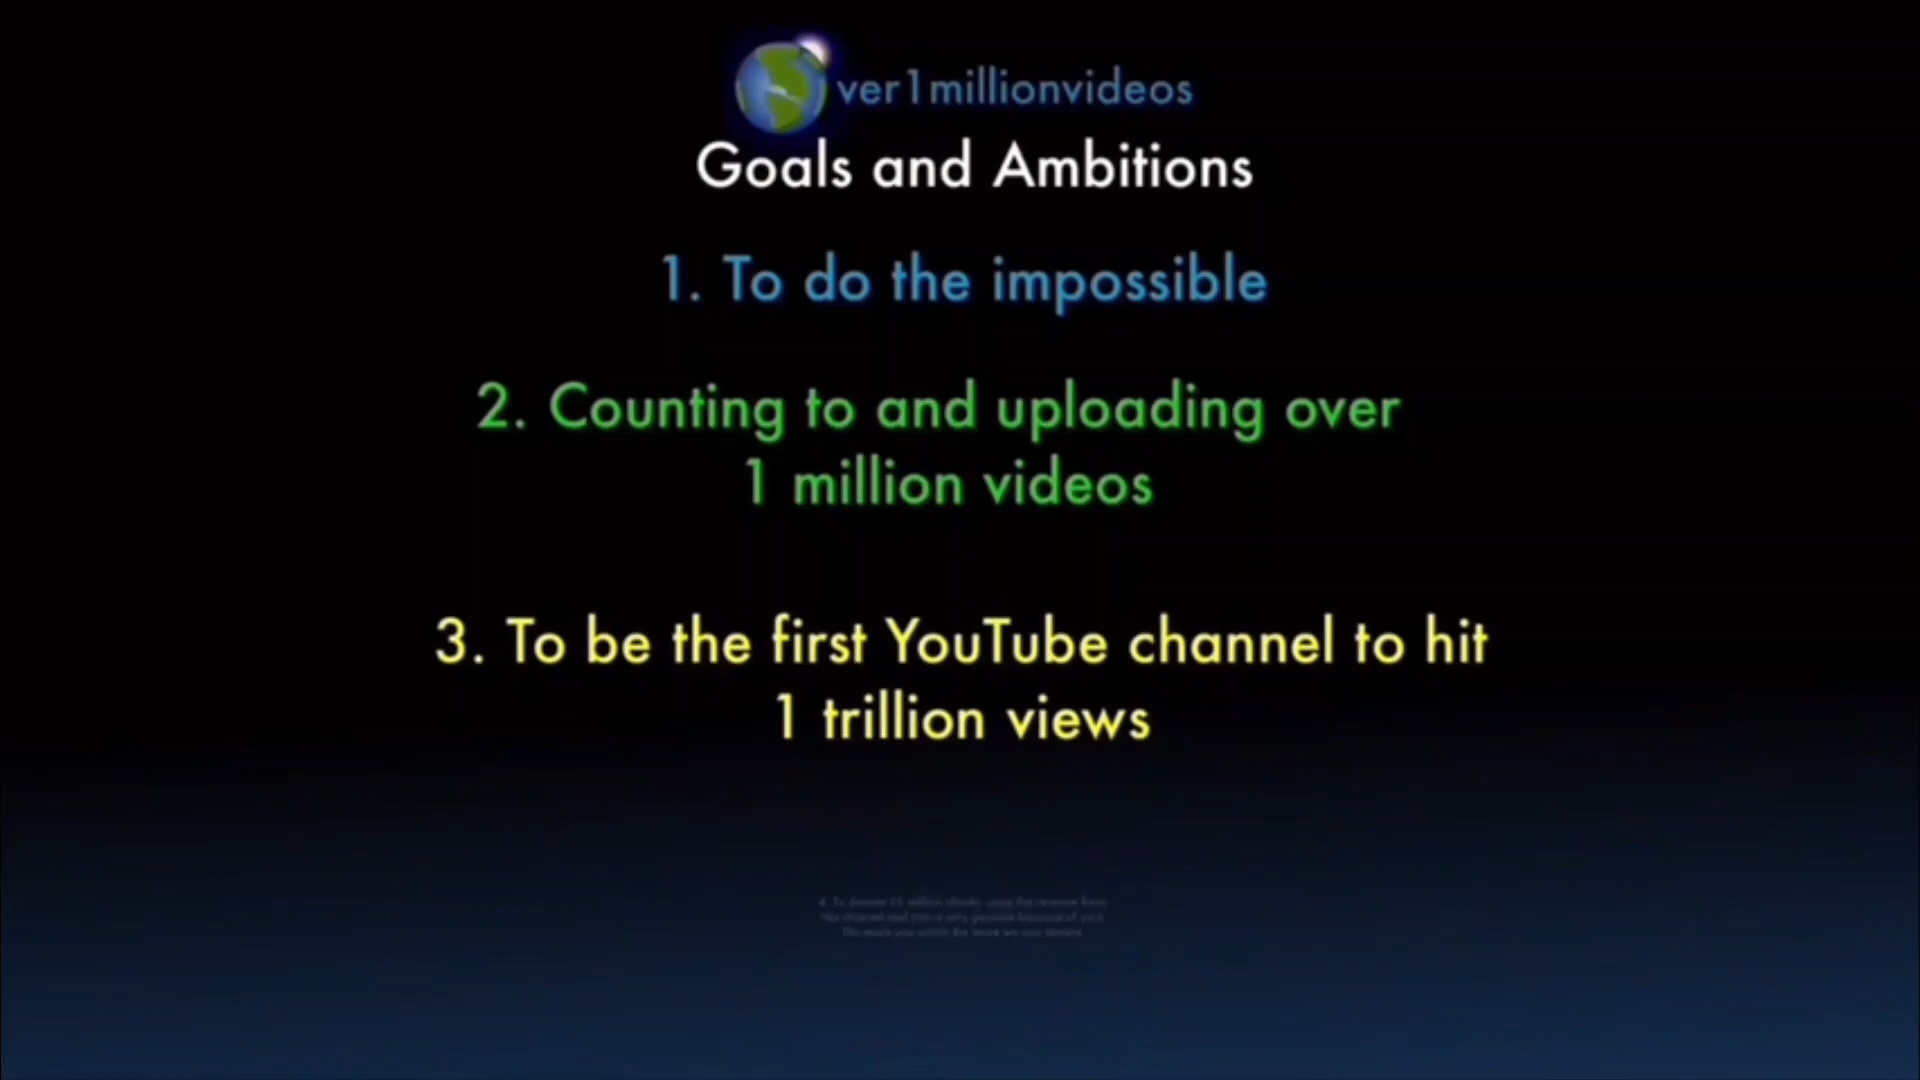 ver1millionvideos
Goals and Ambitions
1. To do the impossible
2. Counting to and uploading over
1 million videos
3. To be the first YouTube channel to hit
1 trillion views